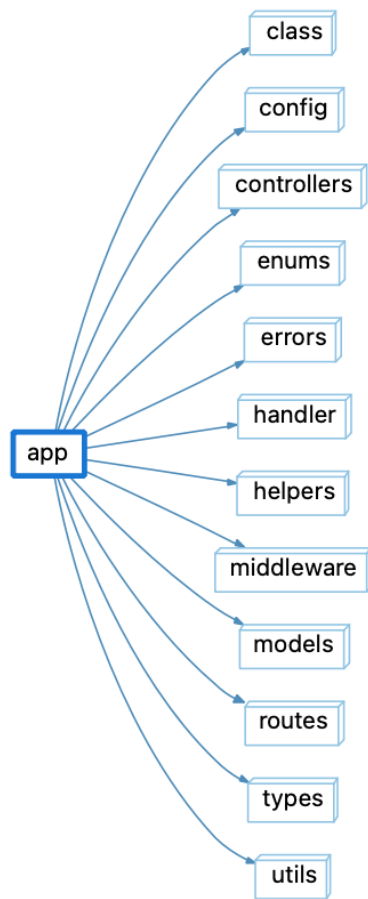 class
config
controllers
enums
errors
handler
app
helpers
middleware
models
routes
types
utils